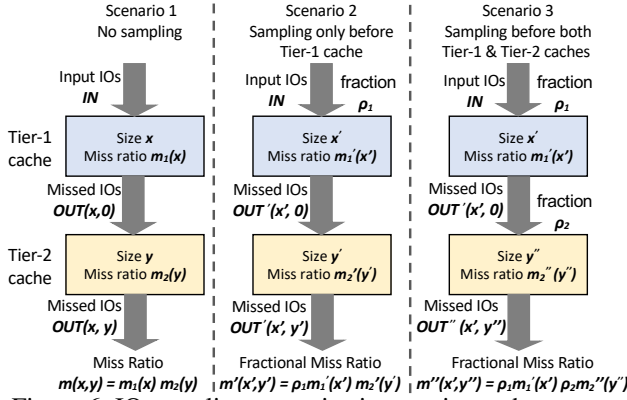 Scenario 1
No sampling
Input IOs
IN
Tier-1
cache
Size x
Miss ratio m₁(x)
Missed IOs
OUT(x,0)
Tier-2
cache
Size y
Miss ratio m₂(y)
Missed IOs
OUT(x, y)
Miss Ratio
m(x,y) = m₁(x) m₂(y)
Scenario 2
Sampling only before
Tier-1 cache
Input IOs
IN
fraction
ρ₁
Size x′
Miss ratio m₁′(x')
Missed IOs
OUT′(x′, 0)
Size y′
Miss ratio m₂'(y′)
Missed IOs
OUT′(x′, y′)
Fractional Miss Ratio
m'(x',y') = ρ₁m₁′(x') m₂'(y′)
Scenario 3
Sampling before both
Tier-1 & Tier-2 caches
Input IOs
IN
fraction
ρ₁
Size x′
Miss ratio m₁′(x')
Missed IOs
OUT′(x′, 0)
fraction
ρ₂
Size y″
Miss ratio m₂″(y″)
Missed IOs
OUT″ (x′, y″)
Fractional Miss Ratio
m''(x',y'') = ρ₁m₁′(x') ρ₂m₂''(y″)